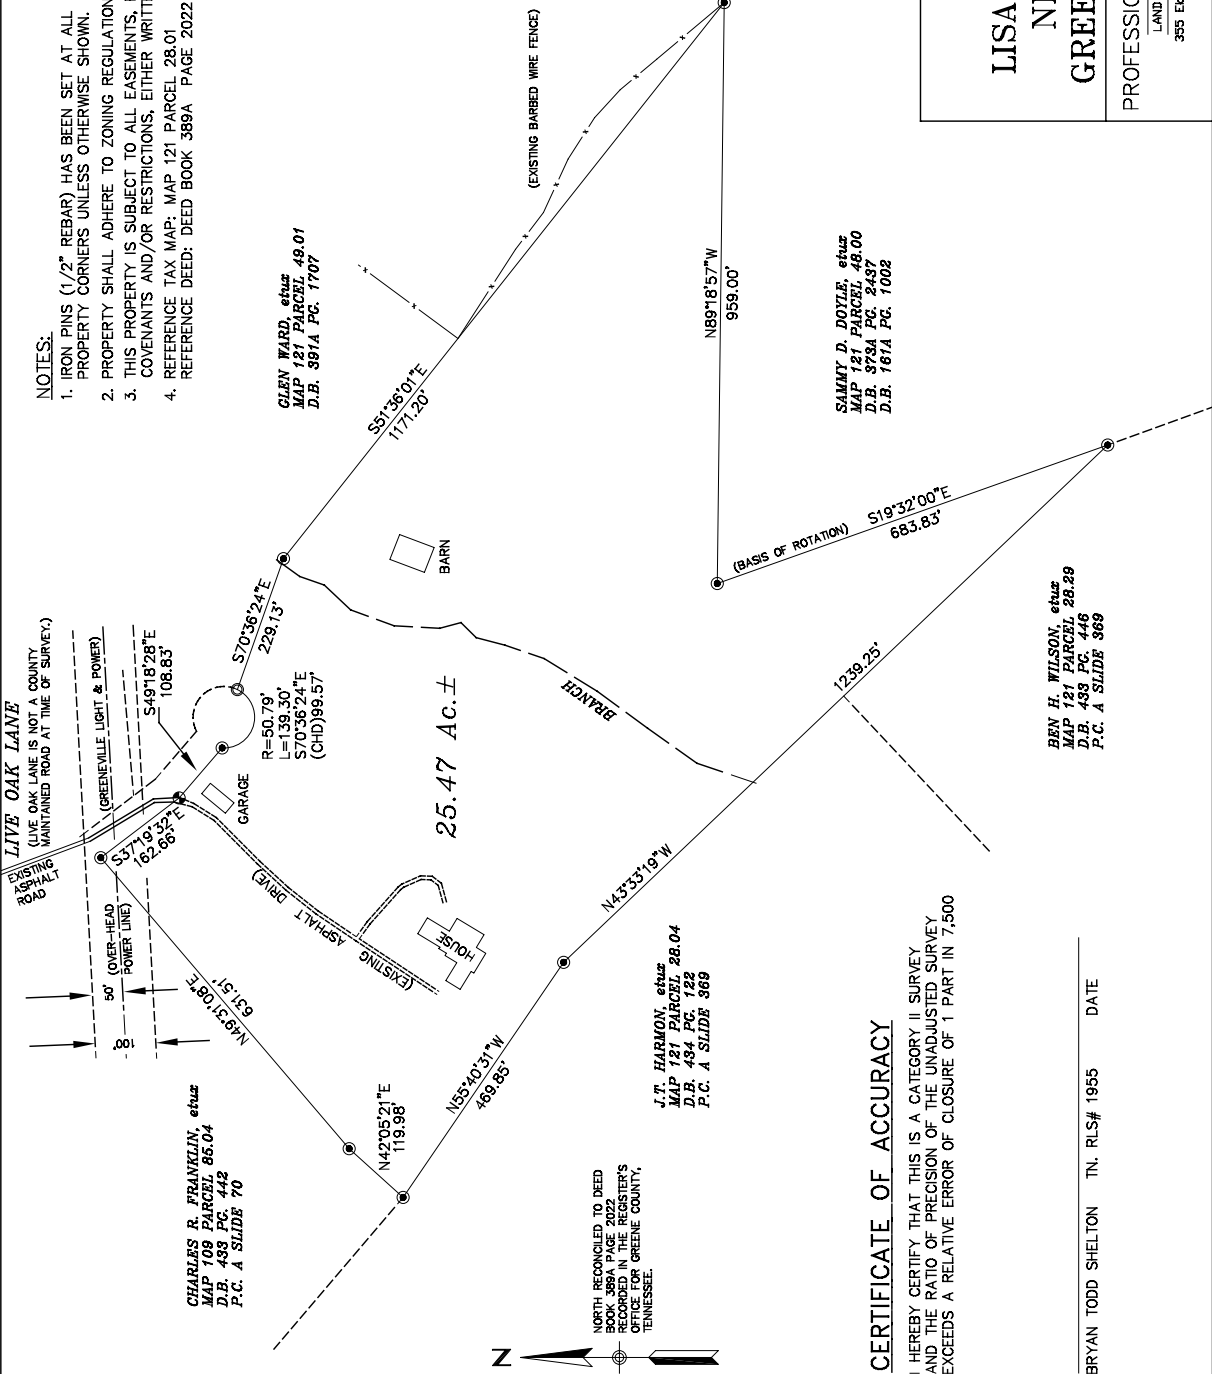 NOTES:
1. IRON PINS (1/2" REBAR) HAS BEEN SET AT ALL
PROPERTY CORNERS UNLESS OTHERWISE SHOWN.
2. PROPERTY SHALL ADHERE TO ZONING REGULATION
3. THIS PROPERTY IS SUBJECT TO ALL EASEMENTS,
COVENANTS AND/OR RESTRICTIONS, EITHER WRITT
4. REFERENCE TAX MAP: MAP 121 PARCEL 28.01
REFERENCE DEED: DEED BOOK 389A PAGE 2022
LIVE OAK LANE
(LIVE OAK LANE IS NOT A COUNTY
MAINTAINED ROAD AT TIME OF SURVEY.)
EXISTING
ASPHALT
ROAD
(GREENEVILLE LIGHT & POWER)
50' (OVER-HEAD
POWER LINE)
100'
S37°19'32"E
162.66'
S49°18'28"E
108.83'
R=50.79'
L=139.30'
S70°36'24"E
(CHD)99.57'
S70°36'24"E
229.13'
GARAGE
(EXISTING ASPHALT DRIVE)
HOUSE
BARN
BRANCH
25.47 Ac.±
N49°31'08"E
631.51'
N42°05'21"E
119.98'
N55°40'31"W
469.85'
N43°33'19"W
1239.25'
S51°36'01"E
1171.20'
(EXISTING BARBED WIRE FENCE)
N89°18'57"W
959.00'
(BASIS OF ROTATION)
S19°32'00"E
683.83'
GLEN WARD, etux
MAP 121 PARCEL 49.01
D.B. 391A PG. 1707
SAMMY D. DOYLE, etux
MAP 121 PARCEL 48.00
D.B. 373A PG. 2437
D.B. 161A PG. 1002
BEN H. WILSON, etux
MAP 121 PARCEL 28.29
D.B. 433 PG. 446
P.C. A SLIDE 369
J.T. HARMON, etux
MAP 121 PARCEL 28.04
D.B. 434 PG. 122
P.C. A SLIDE 369
CHARLES R. FRANKLIN, etux
MAP 109 PARCEL 85.04
D.B. 433 PG. 442
P.C. A SLIDE 70
N
NORTH RECONCILED TO DEED
BOOK 389A PAGE 2022
RECORDED IN THE REGISTER'S
OFFICE FOR GREENE COUNTY,
TENNESSEE.
CERTIFICATE OF ACCURACY
I HEREBY CERTIFY THAT THIS IS A CATEGORY II SURVEY
AND THE RATIO OF PRECISION OF THE UNADJUSTED SURVEY
EXCEEDS A RELATIVE ERROR OF CLOSURE OF 1 PART IN 7,500
BRYAN TODD SHELTON TN. RLS# 1955 DATE
LISA
GREE
PROFESSIO
LAND
355